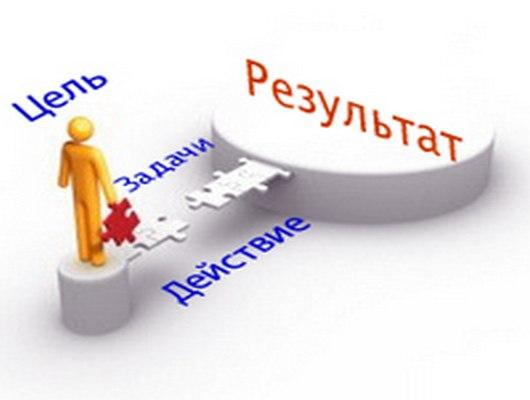 Цель
Результат
Задачи
Действие